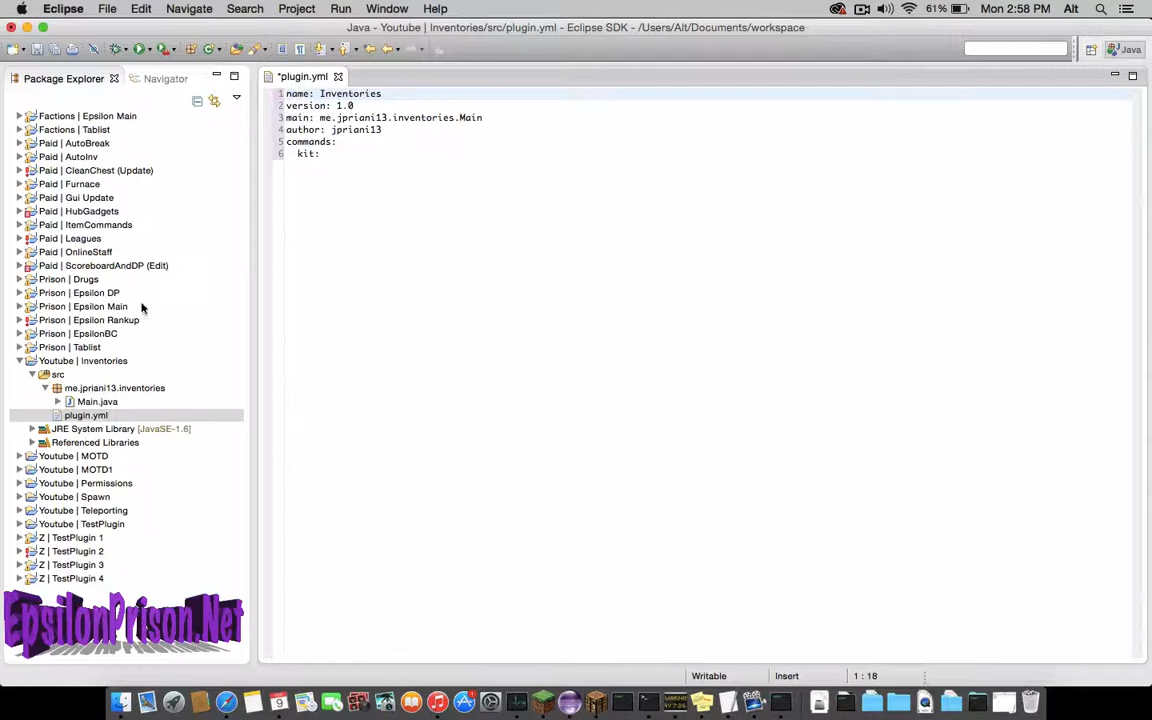 Eclipse File Edit Navigate Search Project Run Window Help 61% Mon 2:58 PM Alt
Java - Youtube | Inventories/src/plugin.yml - Eclipse SDK - /Users/Alt/Documents/workspace
Java
Package Explorer Navigator
*plugin.yml
Factions | Epsilon Main
Factions | Tablist
Paid | AutoBreak
Paid | AutoInv
Paid | CleanChest (Update)
Paid | Furnace
Paid | Gui Update
Paid | HubGadgets
Paid | ItemCommands
Paid | Leagues
Paid | OnlineStaff
Paid | ScoreboardAndDP (Edit)
Prison | Drugs
Prison | Epsilon DP
Prison | Epsilon Main
Prison | Epsilon Rankup
Prison | EpsilonBC
Prison | Tablist
Youtube | Inventories
src
me.jpriani13.inventories
Main.java
plugin.yml
JRE System Library [JavaSE-1.6]
Referenced Libraries
Youtube | MOTD
Youtube | MOTD1
Youtube | Permissions
Youtube | Spawn
Youtube | Teleporting
Youtube | TestPlugin
Z | TestPlugin 1
Z | TestPlugin 2
Z | TestPlugin 3
Z | TestPlugin 4
EpsilonPrison.Net
1 name: Inventories
2 version: 1.0
3 main: me.jpriani13.inventories.Main
4 author: jpriani13
5 commands:
6 kit:
Writable Insert 1 : 18